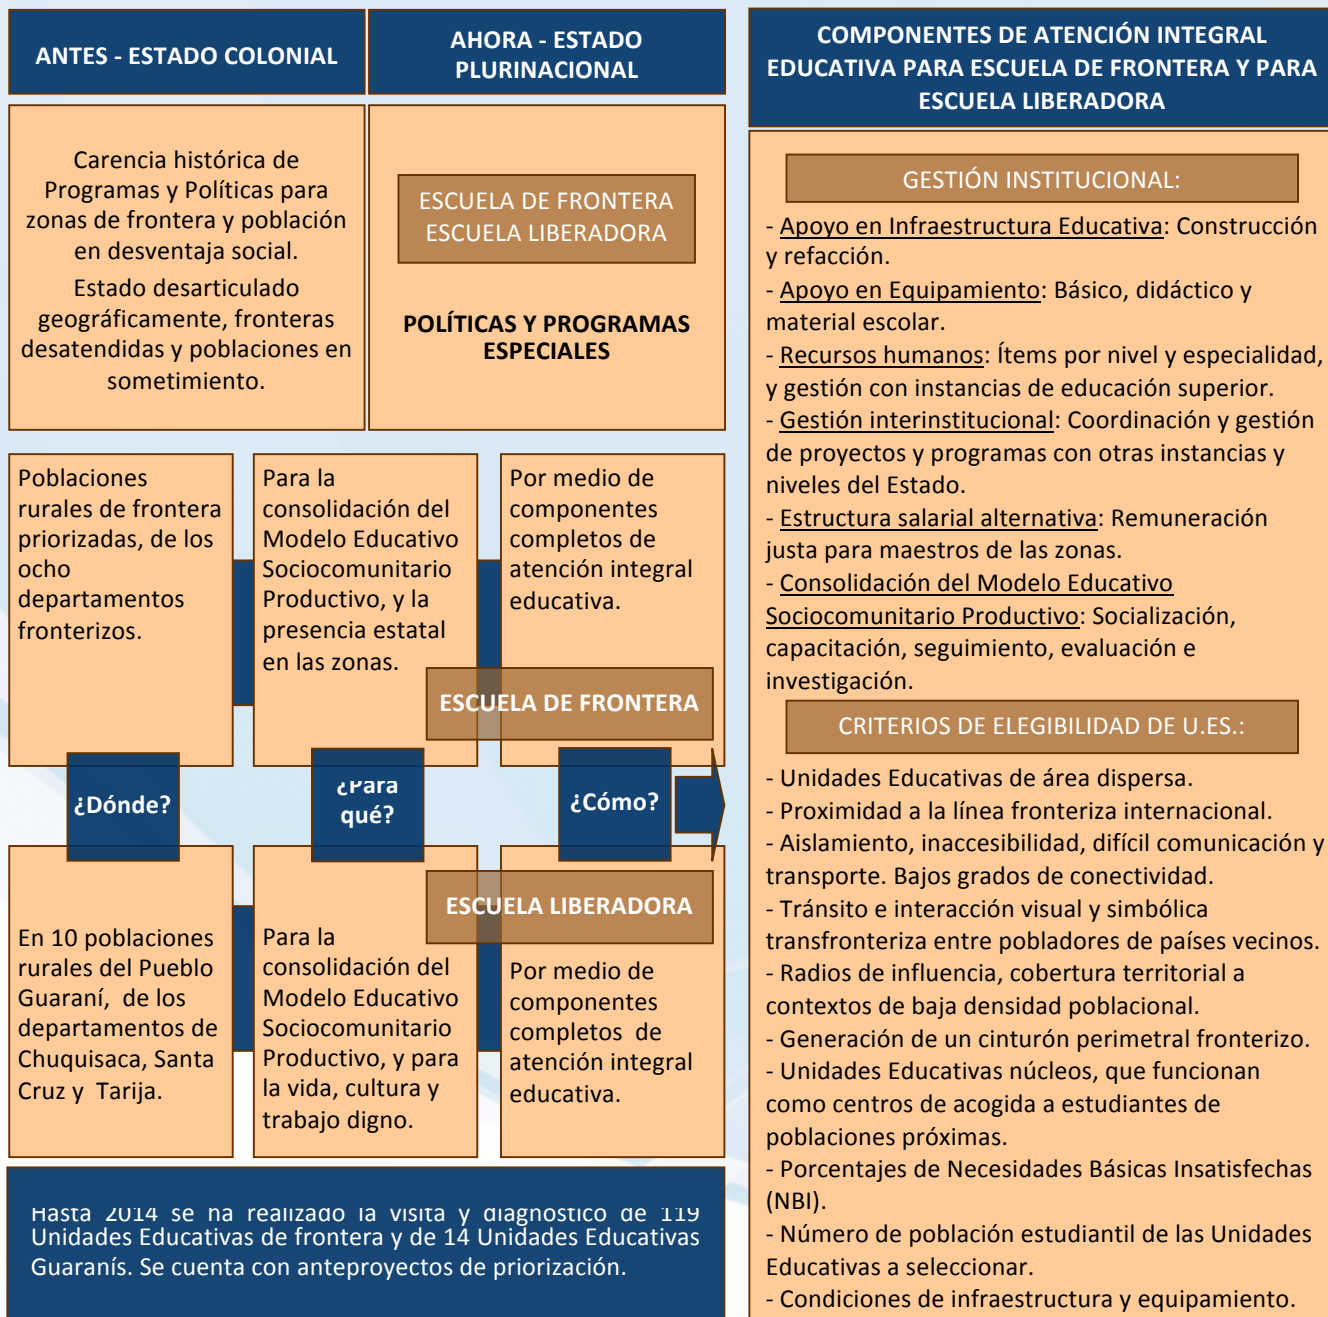 ANTES - ESTADO COLONIAL
AHORA - ESTADO
PLURINACIONAL
Carencia histórica de
Programas y Políticas para
zonas de frontera y población
en desventaja social.
Estado desarticulado
geográficamente, fronteras
desatendidas y poblaciones en
sometimiento.
ESCUELA DE FRONTERA
ESCUELA LIBERADORA
POLÍTICAS Y PROGRAMAS
ESPECIALES
Poblaciones
rurales de frontera
priorizadas, de los
ocho
departamentos
fronterizos.
Para la
consolidación del
Modelo Educativo
Sociocomunitario
Productivo, y la
presencia estatal
en las zonas.
Por medio de
componentes
completos de
atención integral
educativa.
ESCUELA DE FRONTERA
¿Dónde?
¿Para
qué?
¿Cómo?
ESCUELA LIBERADORA
En 10 poblaciones
rurales del Pueblo
Guaraní, de los
departamentos de
Chuquisaca, Santa
Cruz y Tarija.
Para la
consolidación del
Modelo Educativo
Sociocomunitario
Productivo, y para
la vida, cultura y
trabajo digno.
Por medio de
componentes
completos de
atención integral
educativa.
Hasta 2014 se ha realizado la visita y diagnóstico de 119
Unidades Educativas de frontera y de 14 Unidades Educativas
Guaranís. Se cuenta con anteproyectos de priorización.
COMPONENTES DE ATENCIÓN INTEGRAL
EDUCATIVA PARA ESCUELA DE FRONTERA Y PARA
ESCUELA LIBERADORA
GESTIÓN INSTITUCIONAL:
- Apoyo en Infraestructura Educativa: Construcción
y refacción.
- Apoyo en Equipamiento: Básico, didáctico y
material escolar.
- Recursos humanos: Ítems por nivel y especialidad,
y gestión con instancias de educación superior.
- Gestión interinstitucional: Coordinación y gestión
de proyectos y programas con otras instancias y
niveles del Estado.
- Estructura salarial alternativa: Remuneración
justa para maestros de las zonas.
- Consolidación del Modelo Educativo
Sociocomunitario Productivo: Socialización,
capacitación, seguimiento, evaluación e
investigación.
CRITERIOS DE ELEGIBILIDAD DE U.ES.:
- Unidades Educativas de área dispersa.
- Proximidad a la línea fronteriza internacional.
- Aislamiento, inaccesibilidad, difícil comunicación y
transporte. Bajos grados de conectividad.
- Tránsito e interacción visual y simbólica
transfronteriza entre pobladores de países vecinos.
- Radios de influencia, cobertura territorial a
contextos de baja densidad poblacional.
- Generación de un cinturón perimetral fronterizo.
- Unidades Educativas núcleos, que funcionan
como centros de acogida a estudiantes de
poblaciones próximas.
- Porcentajes de Necesidades Básicas Insatisfechas
(NBI).
- Número de población estudiantil de las Unidades
Educativas a seleccionar.
- Condiciones de infraestructura y equipamiento.